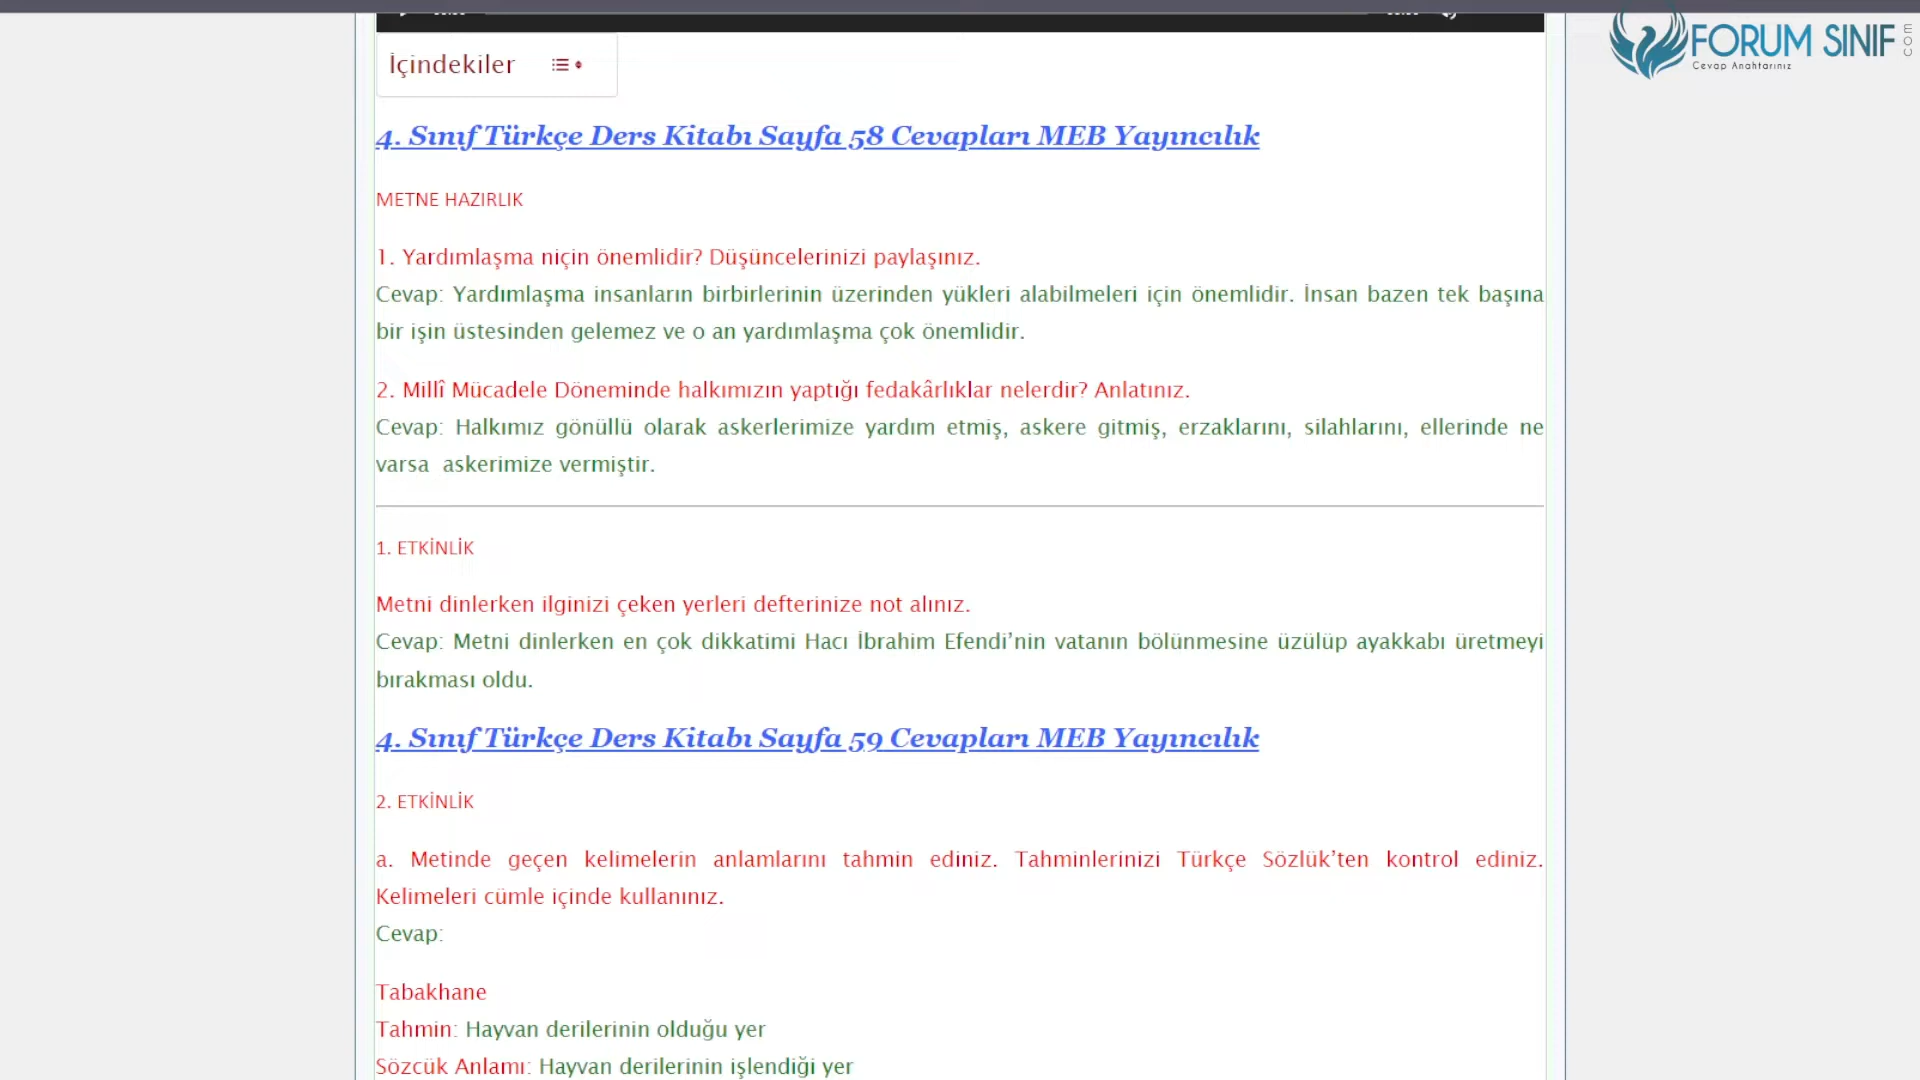 FORUM SINIF
com
Cevap Anahtarınız
İçindekiler
4. Sınıf Türkçe Ders Kitabı Sayfa 58 Cevapları MEB Yayıncılık
METNE HAZIRLIK
1. Yardımlaşma niçin önemlidir? Düşüncelerinizi paylaşınız.
Cevap: Yardımlaşma insanların birbirlerinin üzerinden yükleri alabilmeleri için önemlidir. İnsan bazen tek başına
bir işin üstesinden gelemez ve o an yardımlaşma çok önemlidir.
2. Millî Mücadele Döneminde halkımızın yaptığı fedakârlıklar nelerdir? Anlatınız.
Cevap: Halkımız gönüllü olarak askerlerimize yardım etmiş, askere gitmiş, erzaklarını, silahlarını, ellerinde ne
varsa askerimize vermiştir.
1. ETKİNLİK
Metni dinlerken ilginizi çeken yerleri defterinize not alınız.
Cevap: Metni dinlerken en çok dikkatimi Hacı İbrahim Efendi’nin vatanın bölünmesine üzülüp ayakkabı üretmeyi
bırakması oldu.
4. Sınıf Türkçe Ders Kitabı Sayfa 59 Cevapları MEB Yayıncılık
2. ETKİNLİK
a. Metinde geçen kelimelerin anlamlarını tahmin ediniz. Tahminlerinizi Türkçe Sözlük’ten kontrol ediniz.
Kelimeleri cümle içinde kullanınız.
Cevap:
Tabakhane
Tahmin: Hayvan derilerinin olduğu yer
Sözcük Anlamı: Hayvan derilerinin işlendiği yer